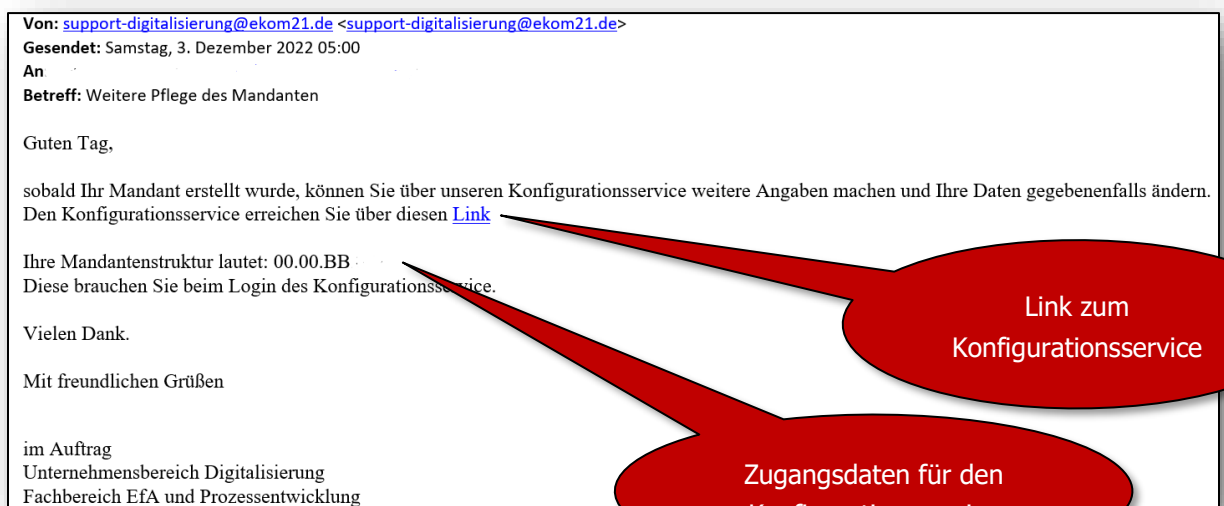 Von: support-digitalisierung@ekom21.de <support-digitalisierung@ekom21.de>
Gesendet: Samstag, 3. Dezember 2022 05:00
An
Betreff: Weitere Pflege des Mandanten
Guten Tag,
sobald Ihr Mandant erstellt wurde, können Sie über unseren Konfigurationsservice weitere Angaben machen und Ihre Daten gegebenenfalls ändern.
Den Konfigurationsservice erreichen Sie über diesen Link
Ihre Mandantenstruktur lautet: 00.00.BB
Diese brauchen Sie beim Login des Konfigurationsservice.
Vielen Dank.
Mit freundlichen Grüßen
im Auftrag
Unternehmensbereich Digitalisierung
Fachbereich EfA und Prozessentwicklung
Link zum
Konfigurationsservice
Zugangsdaten für den